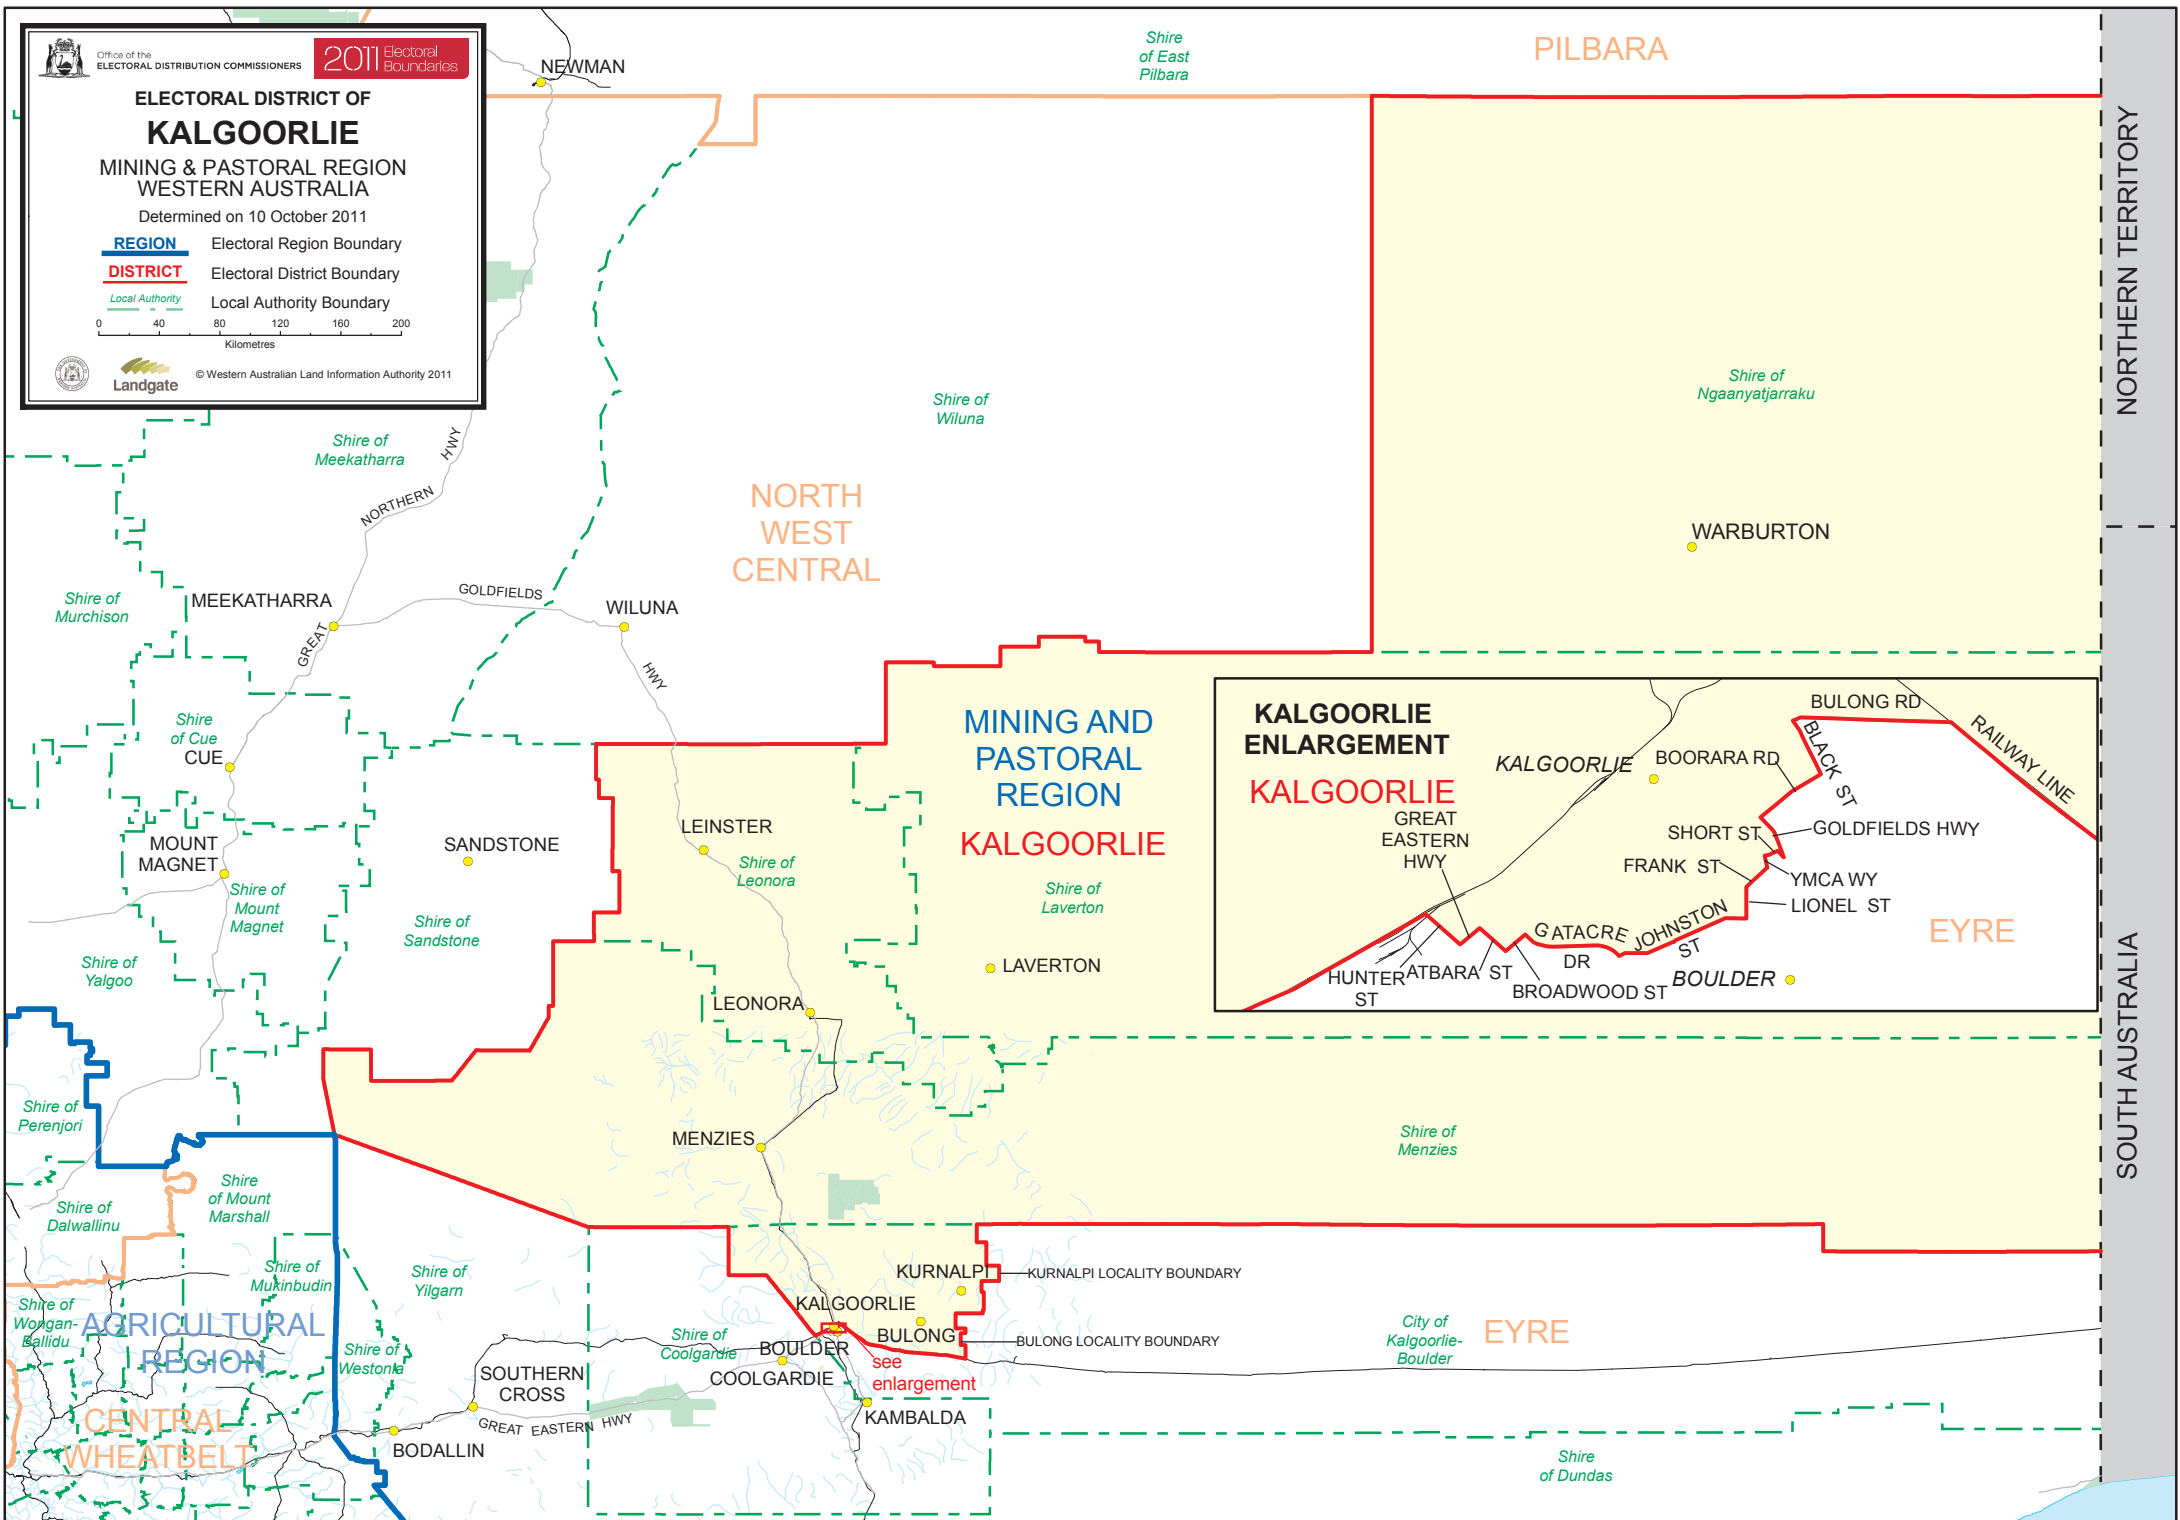 Office of the
ELECTORAL DISTRIBUTION COMMISSIONERS
2011 Electoral
Boundaries
ELECTORAL DISTRICT OF
KALGOORLIE
MINING & PASTORAL REGION
WESTERN AUSTRALIA
Determined on 10 October 2011
REGION Electoral Region Boundary
DISTRICT Electoral District Boundary
Local Authority Local Authority Boundary
0 40 80 120 160 200
Kilometres
Landgate
© Western Australian Land Information Authority 2011
NEWMAN
Shire
of East
Pilbara
PILBARA
NORTHERN TERRITORY
Shire of
Ngaanyatjarraku
Shire of
Wiluna
Shire of
Meekatharra
HWY
NORTHERN
GREAT
NORTH
WEST
CENTRAL
WARBURTON
Shire of
Murchison
MEEKATHARRA
GOLDFIELDS
WILUNA
HWY
Shire
of Cue
CUE
MINING AND
PASTORAL
REGION
KALGOORLIE
KALGOORLIE
ENLARGEMENT
KALGOORLIE
KALGOORLIE
BULONG RD
RAILWAY LINE
BLACK ST
BOORARA RD
GREAT
EASTERN
HWY
SHORT ST
GOLDFIELDS HWY
FRANK ST
YMCA WY
LIONEL ST
EYRE
GATACRE
DR
JOHNSTON
ST
HUNTER
ST
ATBARA ST
BROADWOOD ST
BOULDER
MOUNT
MAGNET
Shire of
Mount
Magnet
SANDSTONE
Shire of
Sandstone
LEINSTER
Shire of
Leonora
Shire of
Laverton
LAVERTON
LEONORA
Shire of
Yalgoo
SOUTH AUSTRALIA
Shire of
Perenjori
MENZIES
Shire of
Menzies
Shire
of Mount
Marshall
Shire of
Dalwallinu
Shire of
Mukinbudin
Shire of
Yilgarn
KURNALPI
KURNALPI LOCALITY BOUNDARY
KALGOORLIE
BULONG
BULONG LOCALITY BOUNDARY
Shire of
Wongan-
Ballidu
AGRICULTURAL
REGION
Shire of
Westonia
Shire of
Coolgardie
BOULDER
COOLGARDIE
see
enlargement
City of
Kalgoorlie-
Boulder
EYRE
SOUTHERN
CROSS
GREAT EASTERN HWY
KAMBALDA
CENTRAL
WHEATBELT
BODALLIN
Shire
of Dundas